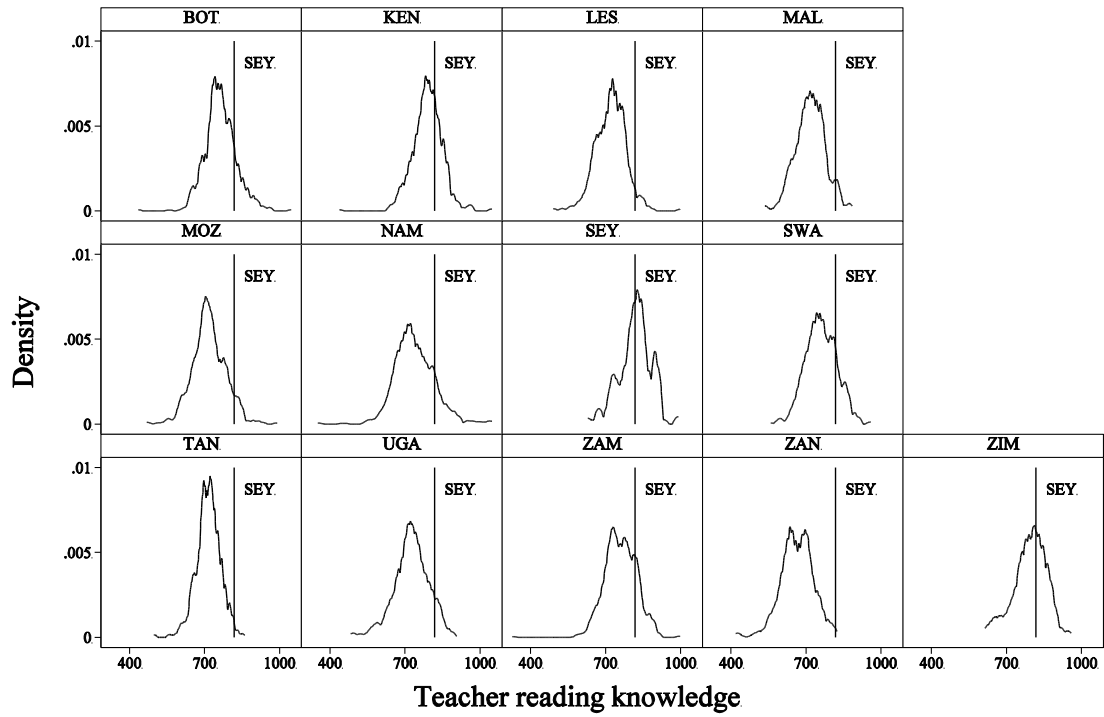 BOT. KEN. LES. MAL
.01 SEY. SEY. SEY. SEY.
.005
0
MOZ NAM SEY. SWA
.01 SEY. SEY. SEY. SEY.
.005
0
TAN. UGA ZAM ZAN. ZIM
.01 SEY. SEY. SEY. SEY. SEY.
.005
0
400. 700. 1000. 400. 700. 1000. 400. 700. 1000. 400. 700. 1000. 400. 700. 1000.
Density
Teacher reading knowledge